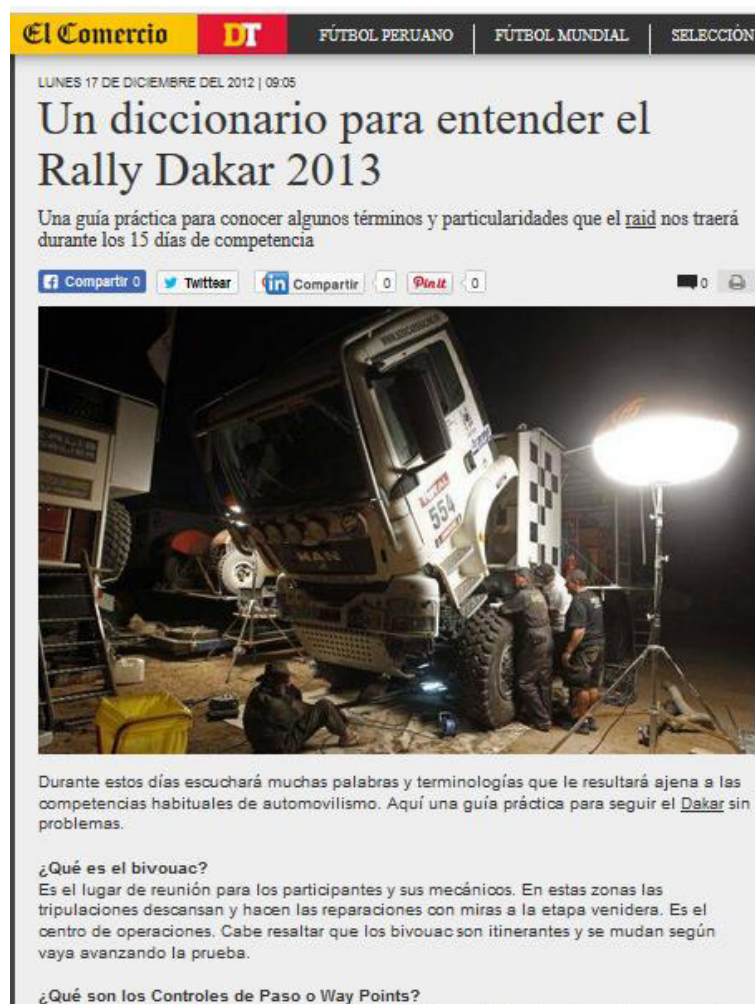 El Comercio DT FÚTBOL PERUANO FÚTBOL MUNDIAL SELECCIÓN
LUNES 17 DE DICIEMBRE DEL 2012 | 09:05
Un diccionario para entender el
Rally Dakar 2013
Una guía práctica para conocer algunos términos y particularidades que el raid nos traerá
durante los 15 días de competencia
Compartir 0 Twittear in Compartir 0 Pin it 0 0
554
MAN
Durante estos días escuchará muchas palabras y terminologías que le resultará ajena a las
competencias habituales de automovilismo. Aquí una guía práctica para seguir el Dakar sin
problemas.
¿Qué es el bivouac?
Es el lugar de reunión para los participantes y sus mecánicos. En estas zonas las
tripulaciones descansan y hacen las reparaciones con miras a la etapa venidera. Es el
centro de operaciones. Cabe resaltar que los bivouac son itinerantes y se mudan según
vaya avanzando la prueba.
¿Qué son los Controles de Paso o Way Points?